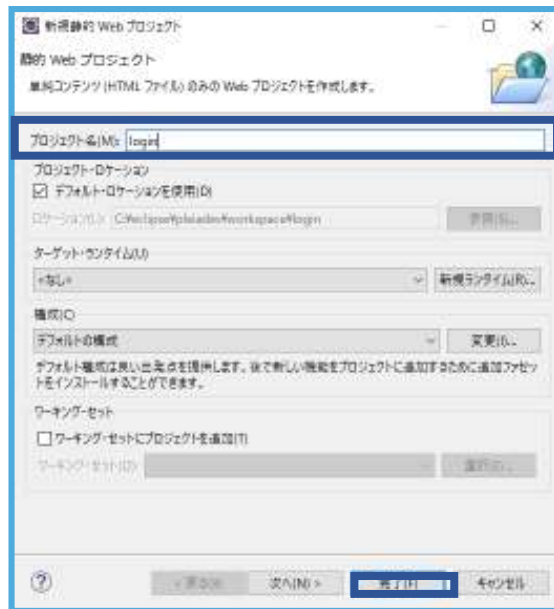 新規静的 Web プロジェクト
静的 Web プロジェクト
単純コンテンツ (HTML ファイル) のみの Web プロジェクトを作成します。
プロジェクト名(M): login
プロジェクト・ロケーション
デフォルト・ロケーションを使用(D)
ロケーション(L): C:¥eclipse¥pleiades¥workspace¥login
ターゲット・ランタイム(U)
<なし>
新規ランタイム(R)...
構成(C)
デフォルトの構成
変更(I)...
デフォルト構成は良い出発点を提供します。後で新しい機能をプロジェクトに追加するために追加ファセッ
トをインストールすることができます。
ワーキング・セット
ワーキング・セットにプロジェクトを追加(T)
ワーキング・セット(O):
?
次へ(N) >
完了(F)
キャンセル